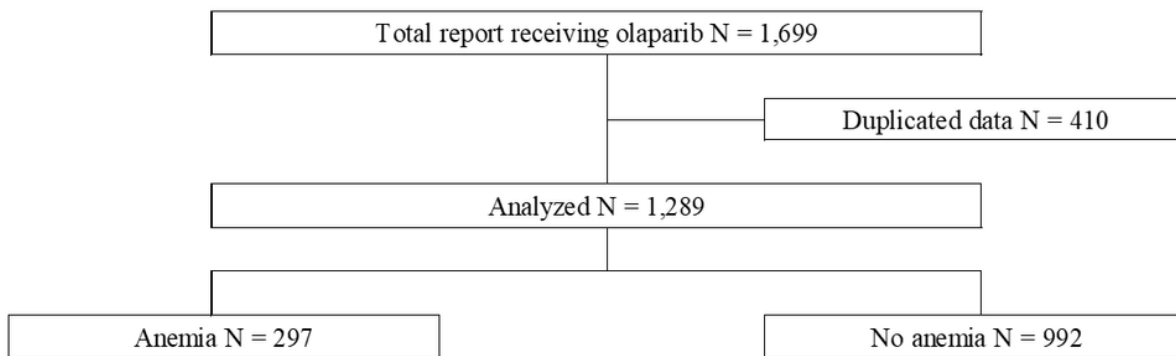 Total report receiving olaparib N = 1,699
Duplicated data N = 410
Analyzed N = 1,289
Anemia N = 297
No anemia N = 992